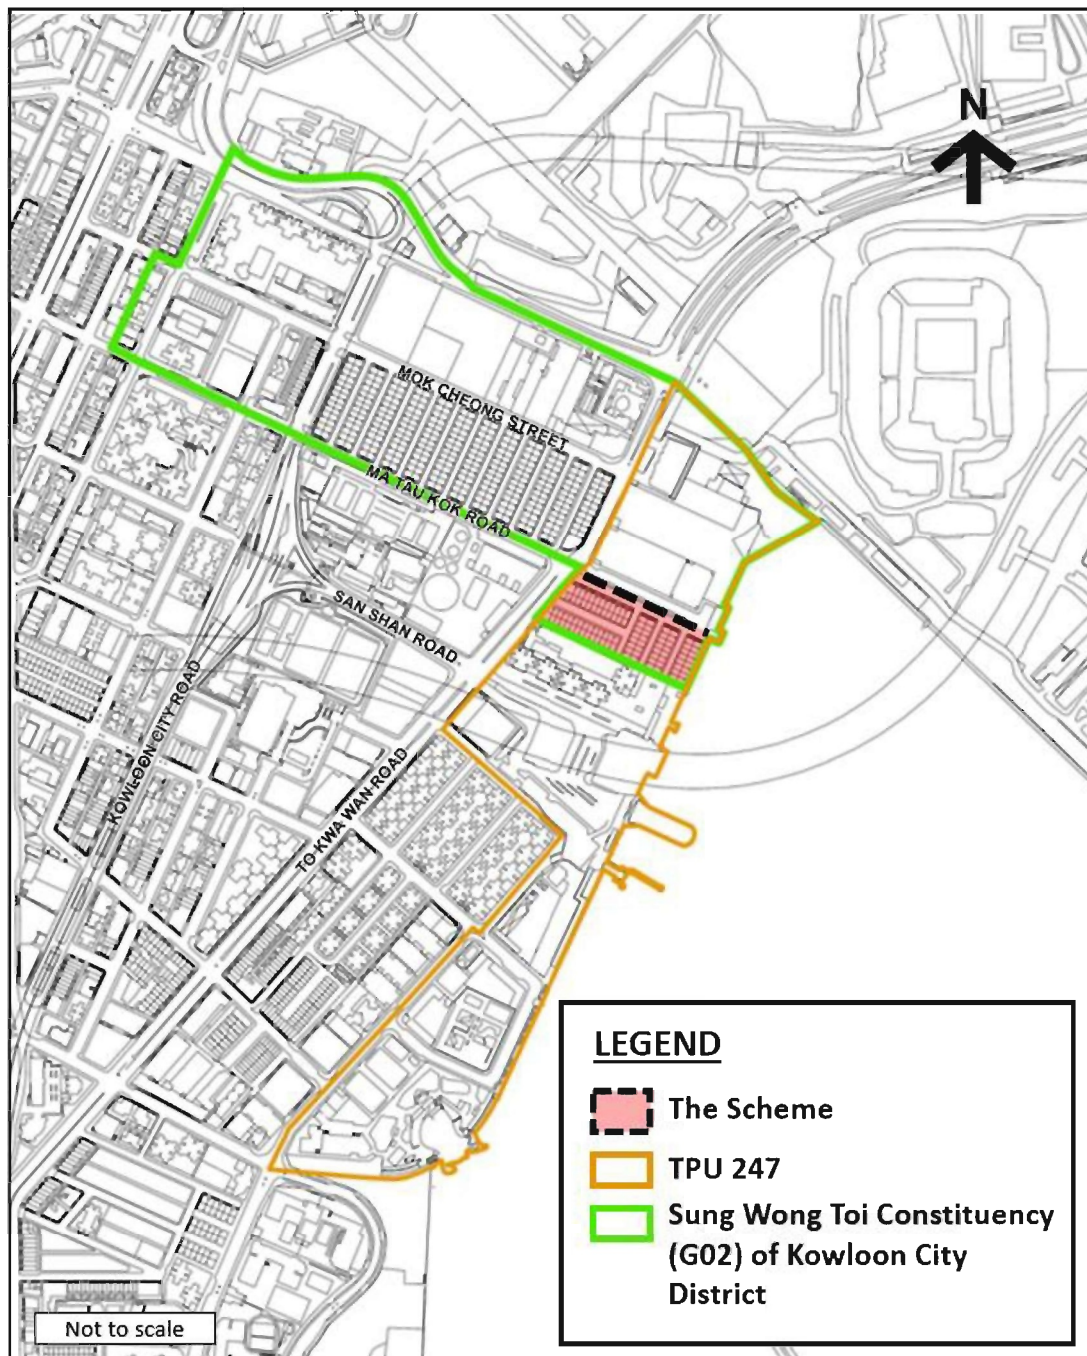 N
MOK CHEONG STREET
MA TAU KOK ROAD
SAN SHAN ROAD
KOWLOON CITY ROAD
TO KWA WAN ROAD
LEGEND
The Scheme
TPU 247
Sung Wong Toi Constituency
(G02) of Kowloon City
District
Not to scale